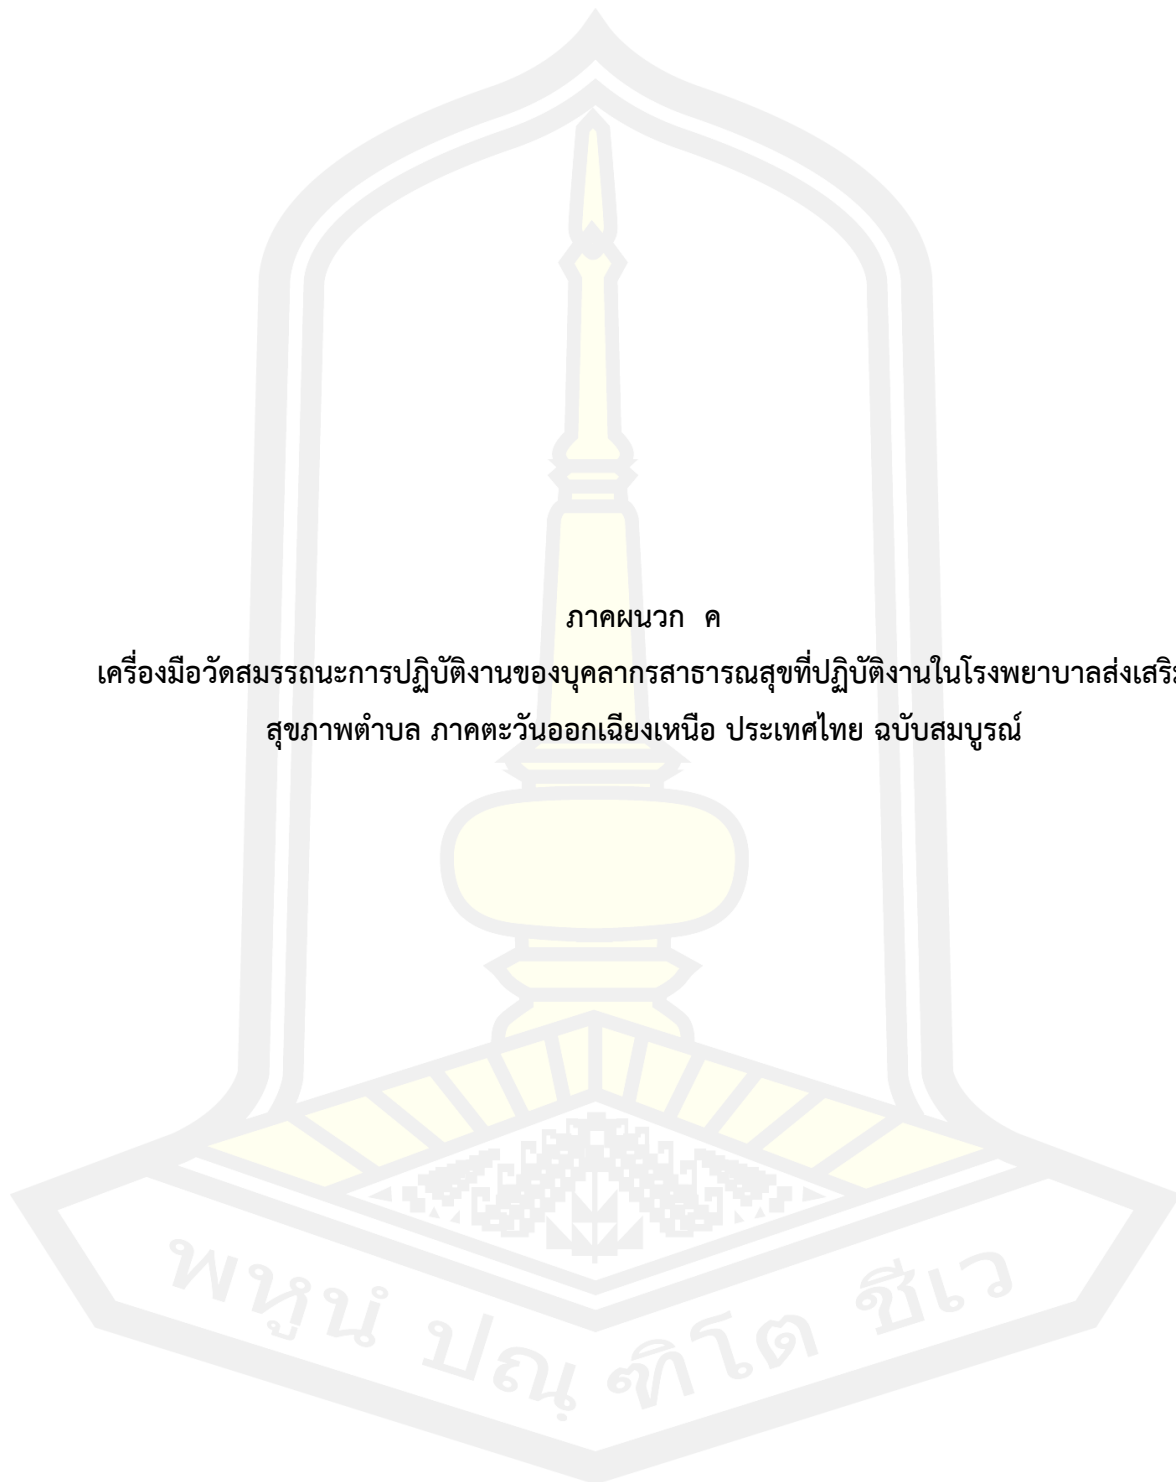 ภาคผนวก ค
เครื่องมือวัดสมรรถนะการปฏิบัติงานของบุคลากรสาธารณสุขที่ปฏิบัติงานในโรงพยาบาลส่งเสริ
สุขภาพตำบล ภาคตะวันออกเฉียงเหนือ ประเทศไทย ฉบับสมบูรณ์
พหูนํ ปณฺฑิโต ชีเว